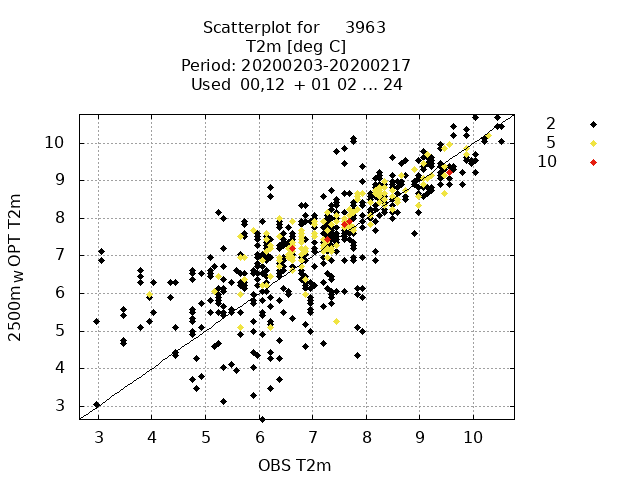 Scatterplot for 3963
T2m [deg C]
Period: 20200203-20200217
Used 00,12 + 01 02 ... 24
2
5
10
10
9
8
7
6
5
4
3
2500m w OPT T2m
3 4 5 6 7 8 9 10
OBS T2m